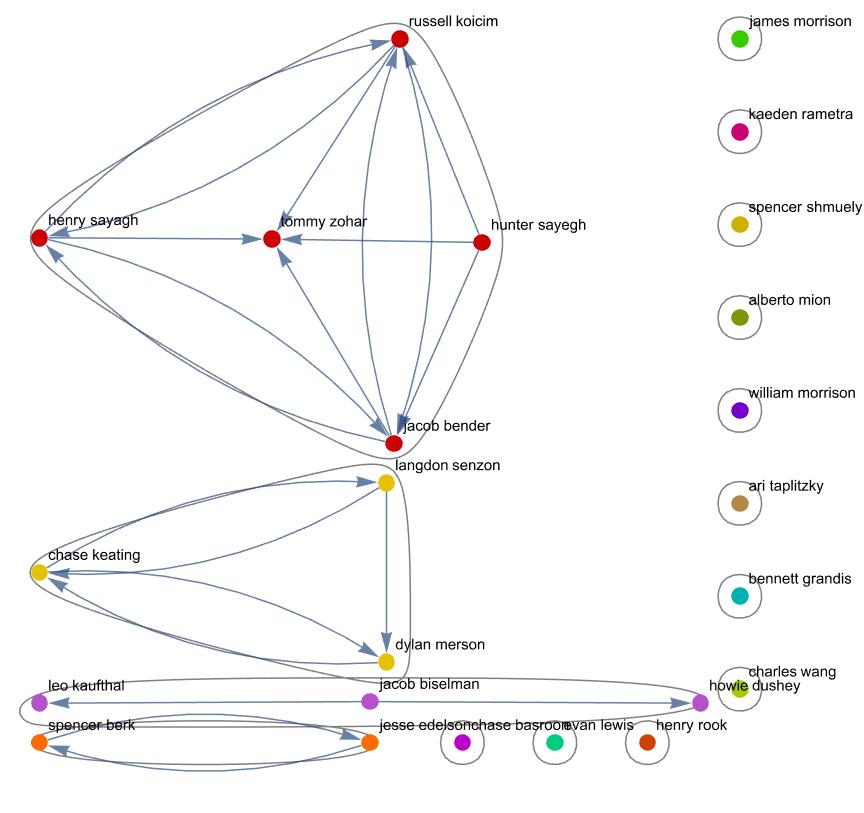 russell koicim
james morrison
kaeden rametra
spencer shmuely
henry sayagh
tommy zohar
hunter sayegh
alberto mion
william morrison
jacob bender
langdon senzon
ari taplitzky
chase keating
bennett grandis
dylan merson
charles wang
leo kaufthal
jacob biselman
howie dushey
spencer berk
jesse edelson
chase basroon
evan lewis
henry rook